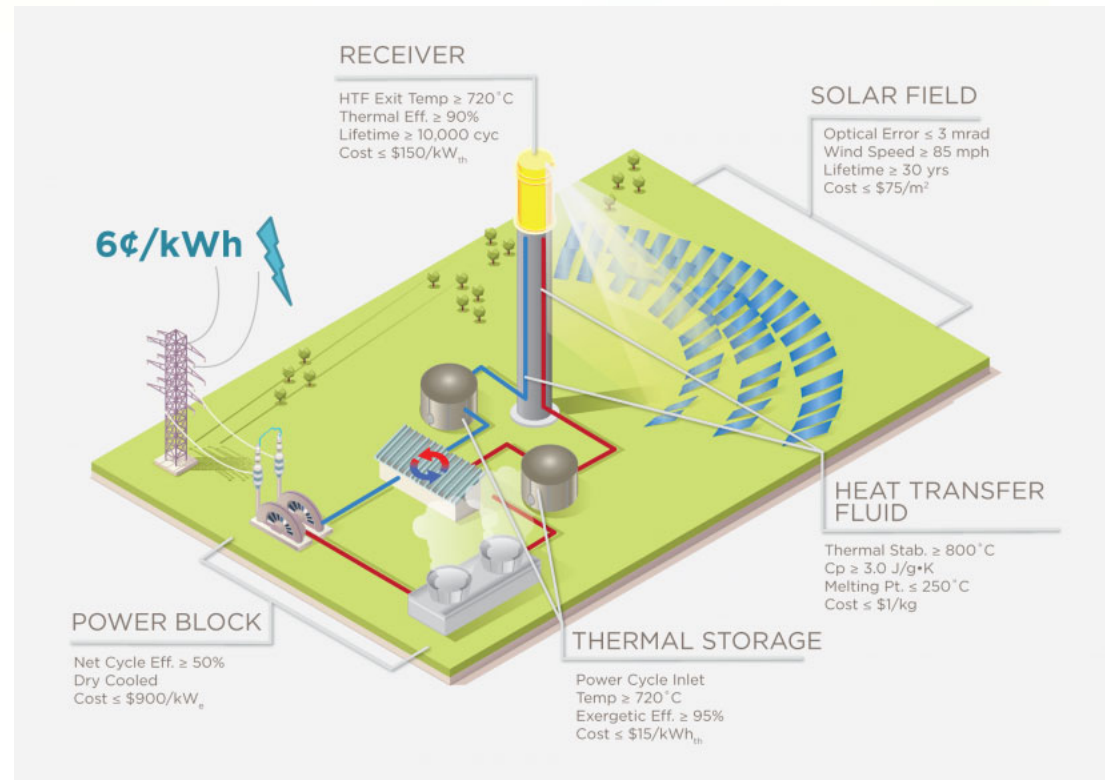 RECEIVER
HTF Exit Temp ≥ 720˚C
Thermal Eff. ≥ 90%
Lifetime ≥ 10,000 cyc
Cost ≤ $150/kWth
SOLAR FIELD
Optical Error ≤ 3 mrad
Wind Speed ≥ 85 mph
Lifetime ≥ 30 yrs
Cost ≤ $75/m²
6¢/kWh
HEAT TRANSFER
FLUID
Thermal Stab. ≥ 800˚C
Cp ≥ 3.0 J/g•K
Melting Pt. ≤ 250˚C
Cost ≤ $1/kg
POWER BLOCK
Net Cycle Eff. ≥ 50%
Dry Cooled
Cost ≤ $900/kWe
THERMAL STORAGE
Power Cycle Inlet
Temp ≥ 720˚C
Exergetic Eff. ≥ 95%
Cost ≤ $15/kWhth